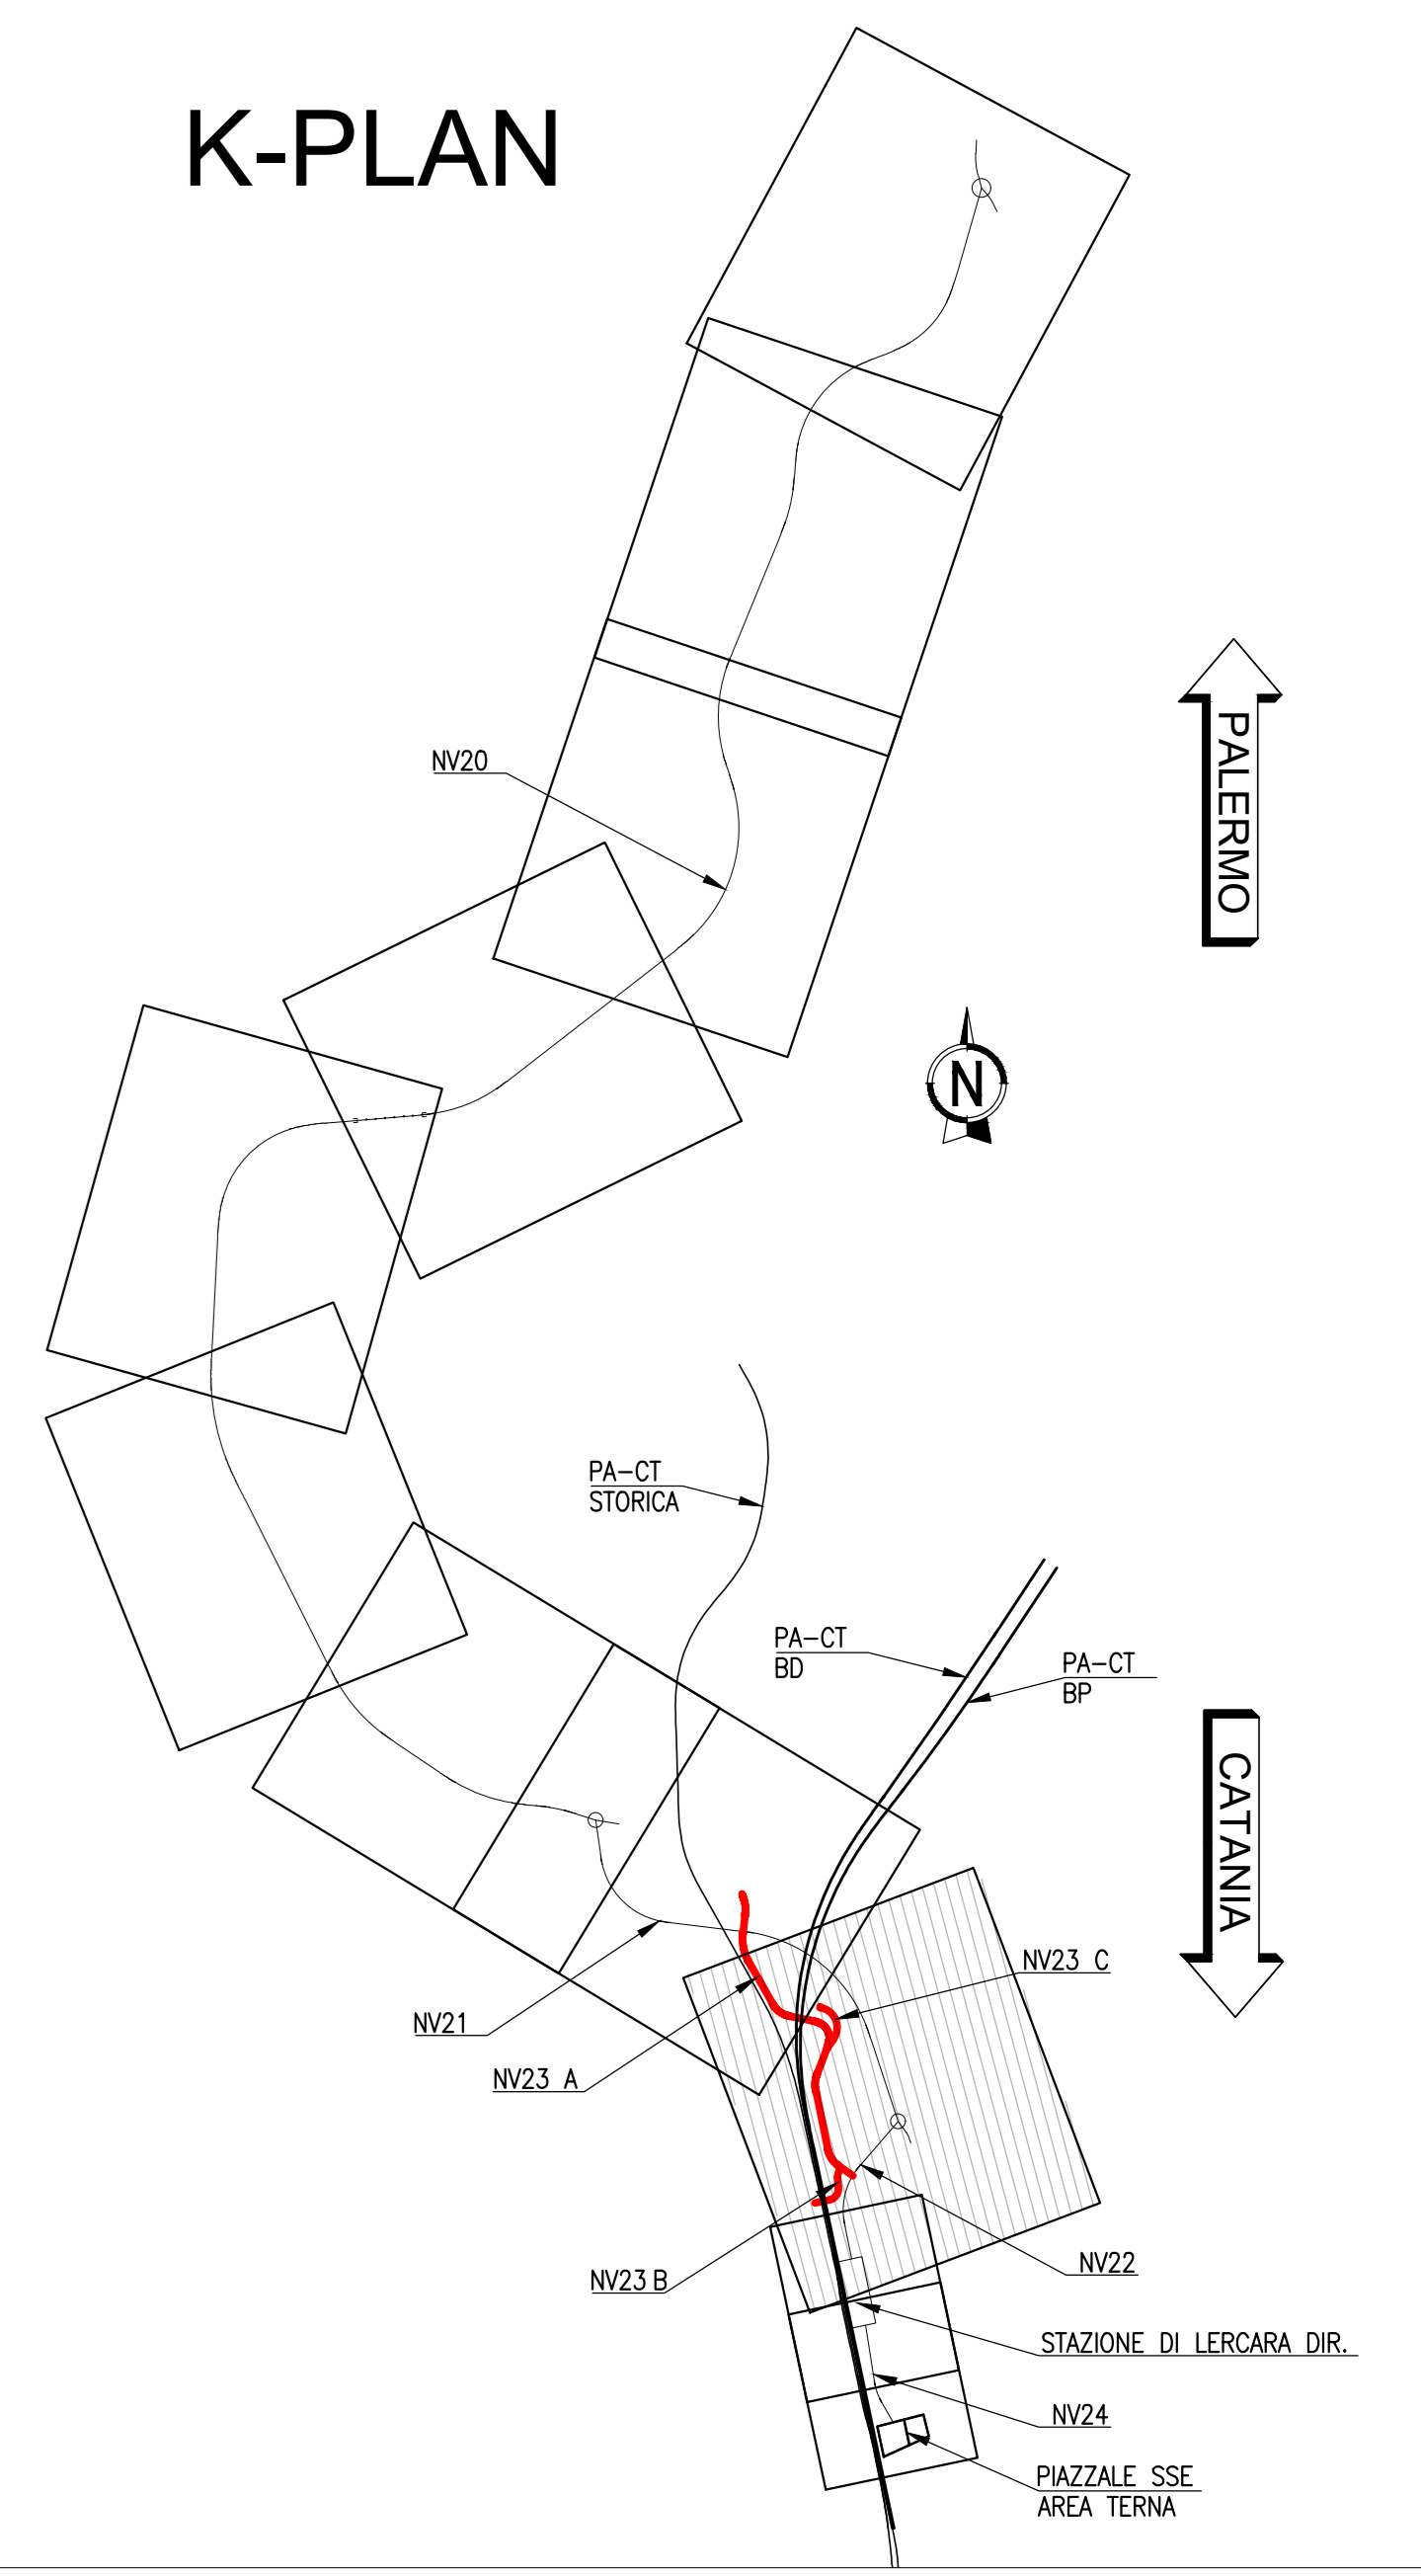 K-PLAN
NV20
PALERMO
N
PA-CT
STORICA
PA-CT
BD
PA-CT
BP
CATANIA
NV23 C
NV21
NV23 A
NV22
NV23 B
STAZIONE DI LERCARA DIR.
NV24
PIAZZALE SSE
AREA TERNA